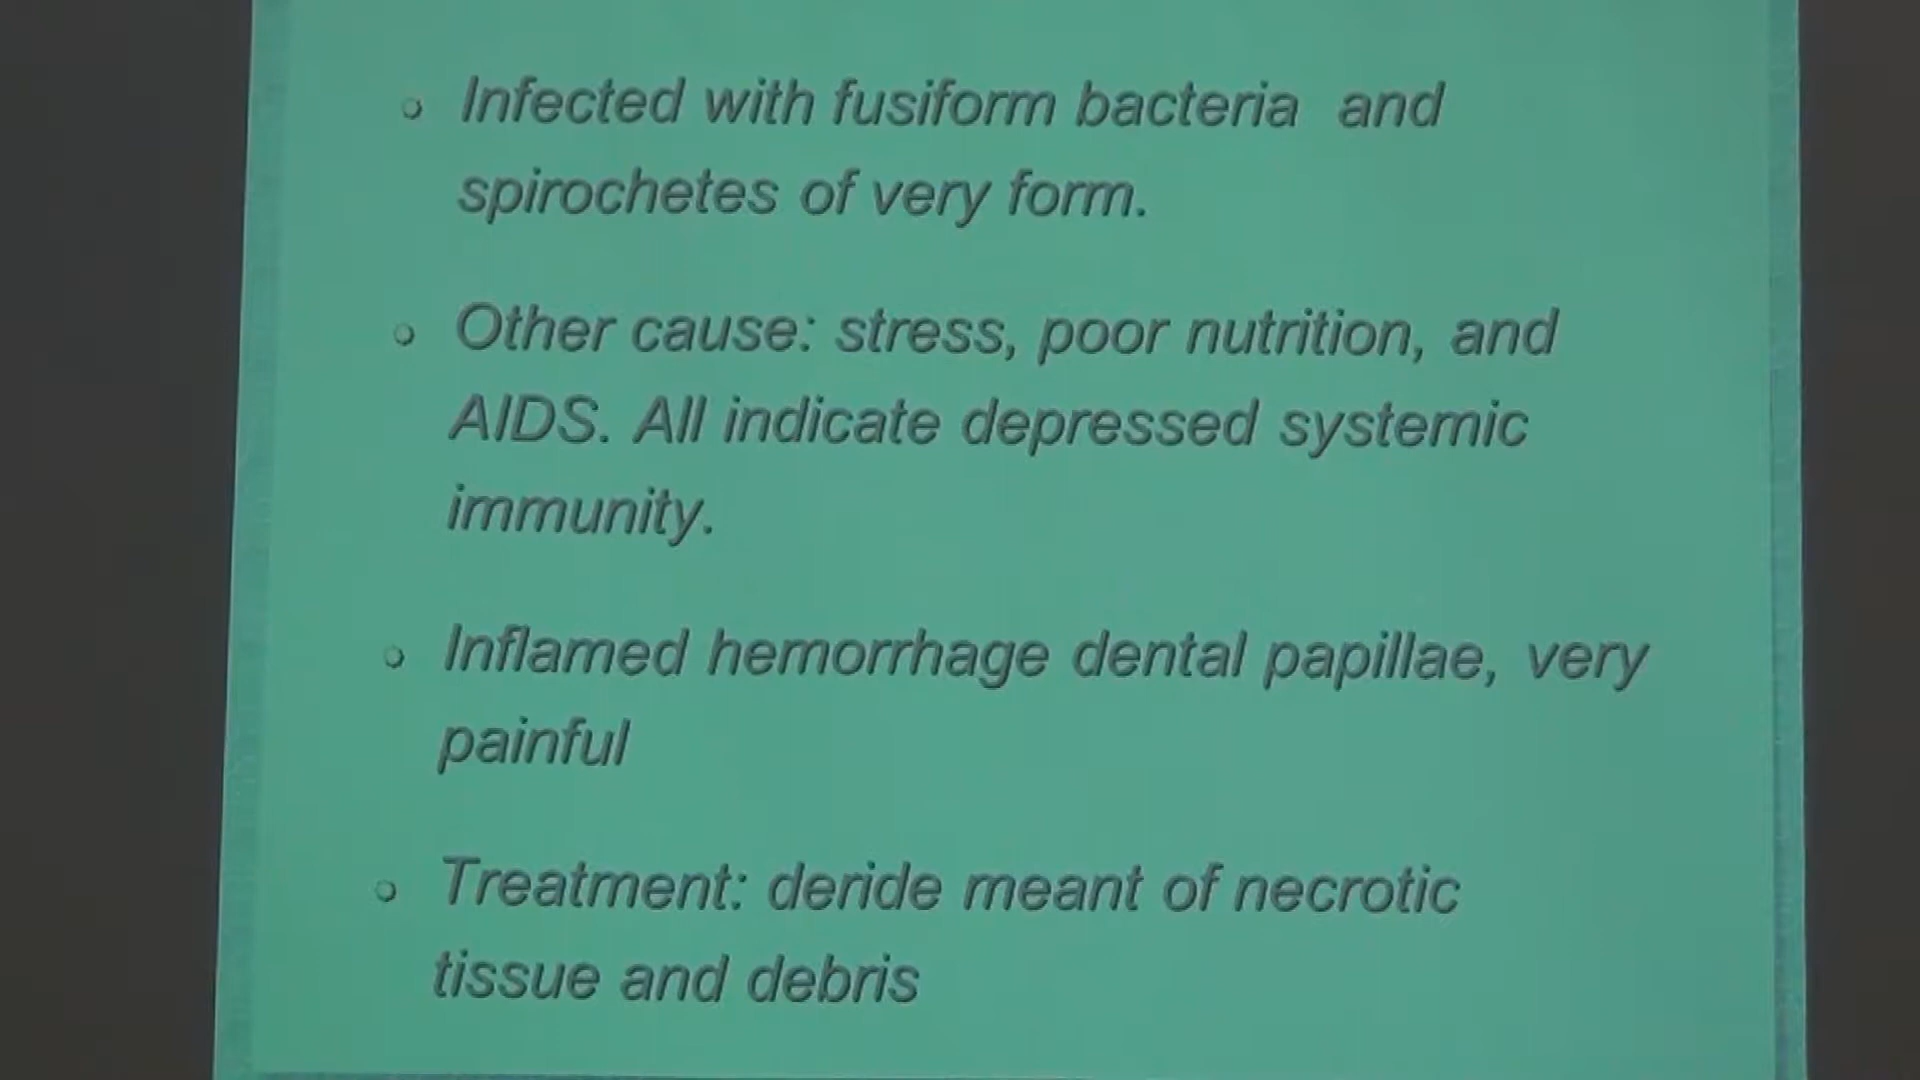 Infected with fusiform bacteria and
spirochetes of very form.
Other cause: stress, poor nutrition, and
AIDS. All indicate depressed systemic
immunity.
Inflamed hemorrhage dental papillae, very
painful
Treatment: deride meant of necrotic
tissue and debris